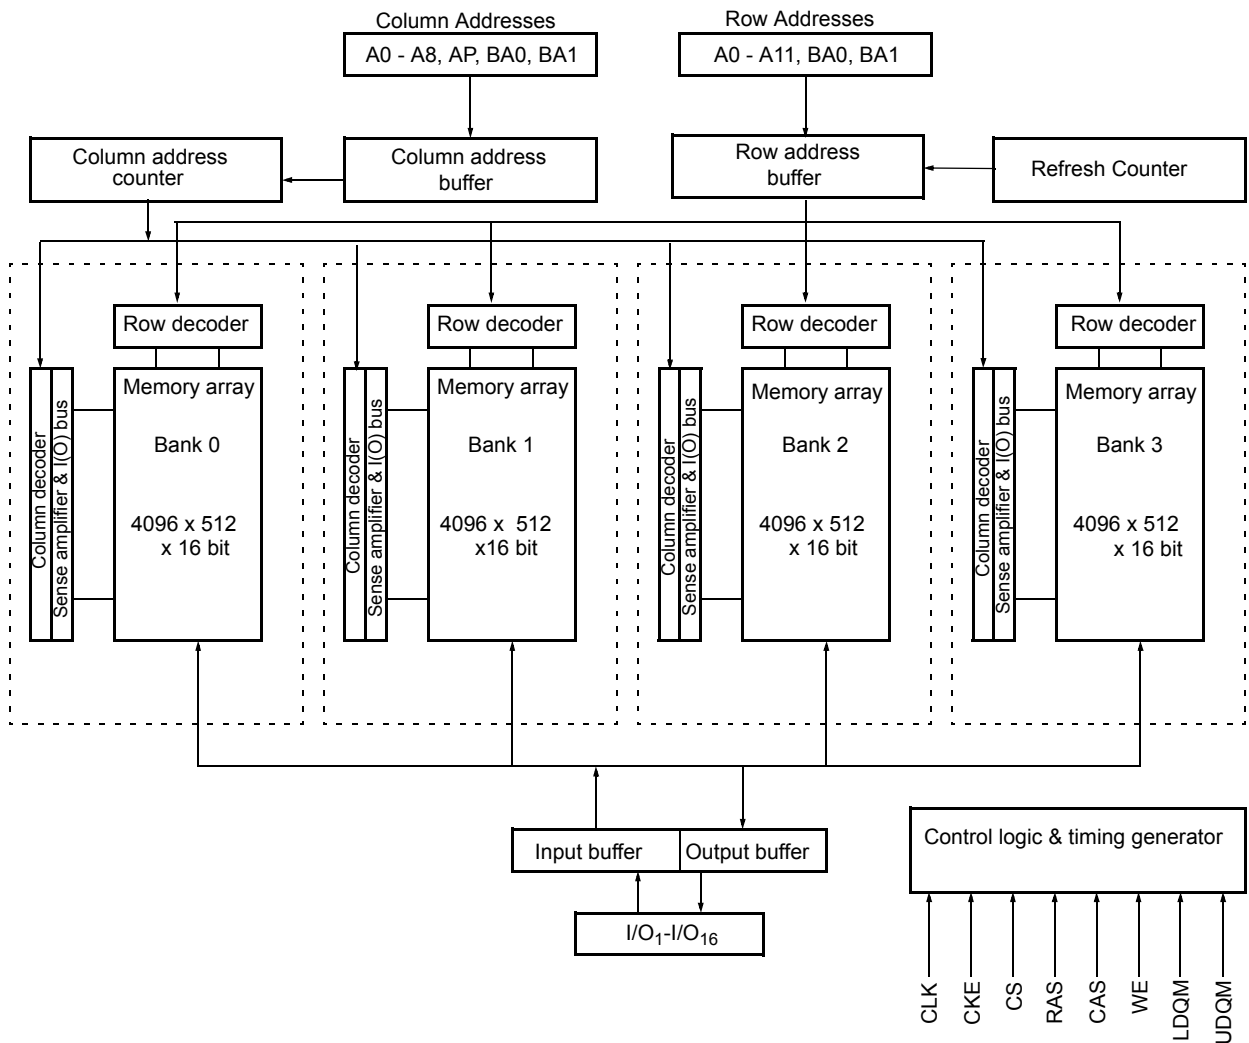 Column Addresses
A0 - A8, AP, BA0, BA1
Row Addresses
A0 - A11, BA0, BA1
Column address
counter
Column address
buffer
Row address
buffer
Refresh Counter
Row decoder
Row decoder
Row decoder
Row decoder
Column decoder
Sense amplifier & I(O) bus
Memory array
Bank 0
4096 x 512
x 16 bit
Column decoder
Sense amplifier & I(O) bus
Memory array
Bank 1
4096 x  512
x16 bit
Column decoder
Sense amplifier & I(O) bus
Memory array
Bank 2
4096 x 512
x 16 bit
Column decoder
Sense amplifier & I(O) bus
Memory array
Bank 3
4096 x 512
x 16 bit
Input buffer
Output buffer
I/O1-I/O16
Control logic & timing generator
CLK
CKE
CS
RAS
CAS
WE
LDQM
UDQM